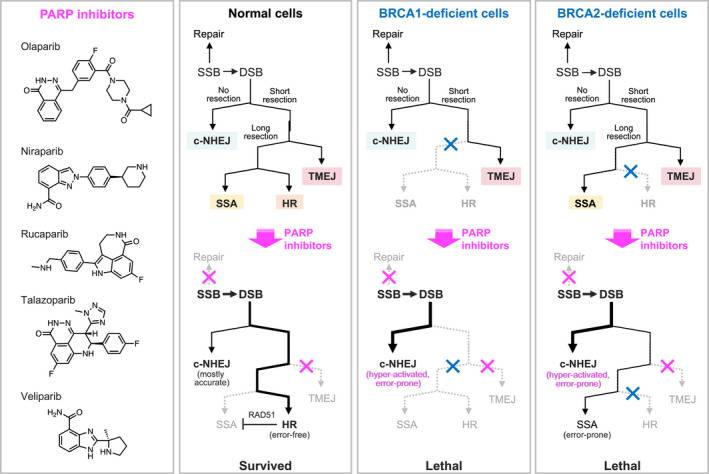 PARP inhibitors
Olaparib
F
O
HN
N
O
N
N
O
Niraparib
NH
N
N
H₂N
O
Rucaparib
HN
O
NH
N
H
F
Talazoparib
N
N
N
HN
N
O
H
F
N
H
F
Veliparib
H₂N
O
N
N
H
HN
Normal cells
Repair
SSB
DSB
No
resection
Short
resection
c-NHEJ
Long
resection
TMEJ
SSA
HR
PARP
inhibitors
Repair
SSB
DSB
c-NHEJ
(mostly
accurate)
TMEJ
RAD51
SSA
HR
(error-free)
Survived
BRCA1-deficient cells
Repair
SSB
DSB
No
resection
Short
resection
c-NHEJ
TMEJ
SSA
HR
PARP
inhibitors
Repair
SSB
DSB
c-NHEJ
(hyper-activated,
error-prone)
TMEJ
SSA
HR
Lethal
BRCA2-deficient cells
Repair
SSB
DSB
No
resection
Short
resection
c-NHEJ
Long
resection
TMEJ
SSA
HR
PARP
inhibitors
Repair
SSB
DSB
c-NHEJ
(hyper-activated,
error-prone)
TMEJ
SSA
(error-prone)
HR
Lethal